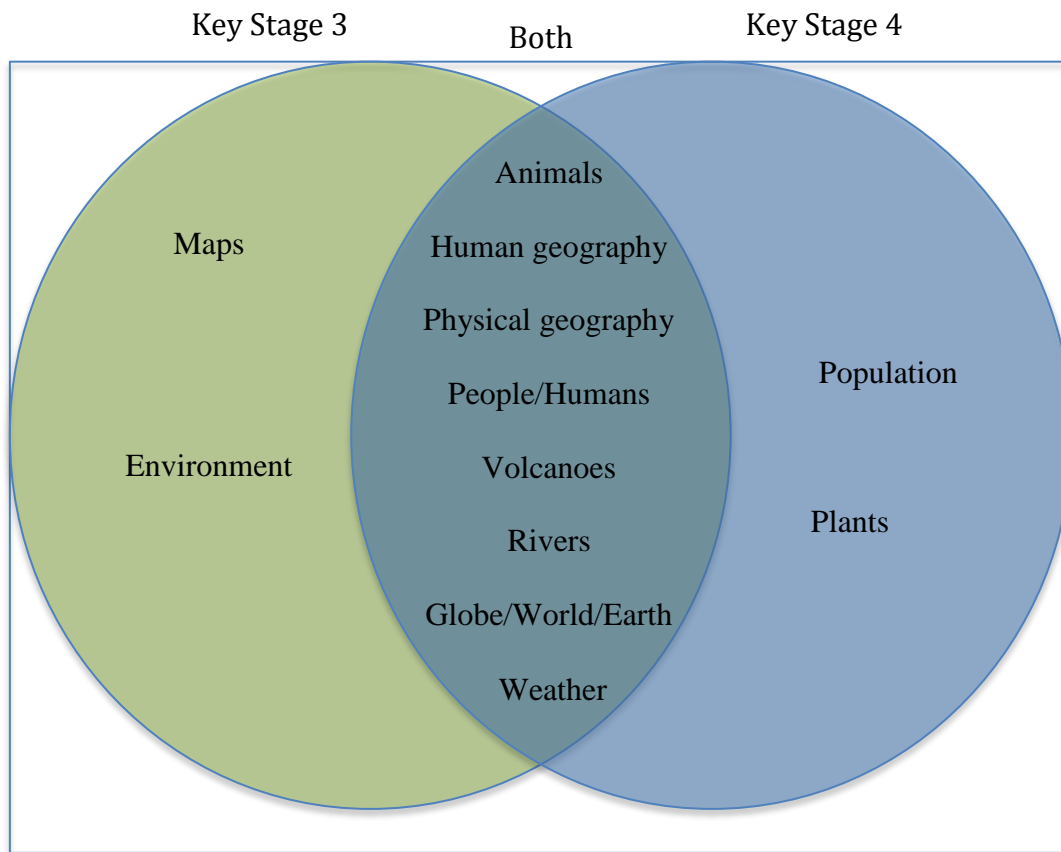 Key Stage 3
Both
Key Stage 4
Maps
Environment
Animals
Human geography
Physical geography
People/Humans
Volcanoes
Rivers
Globe/World/Earth
Weather
Population
Plants